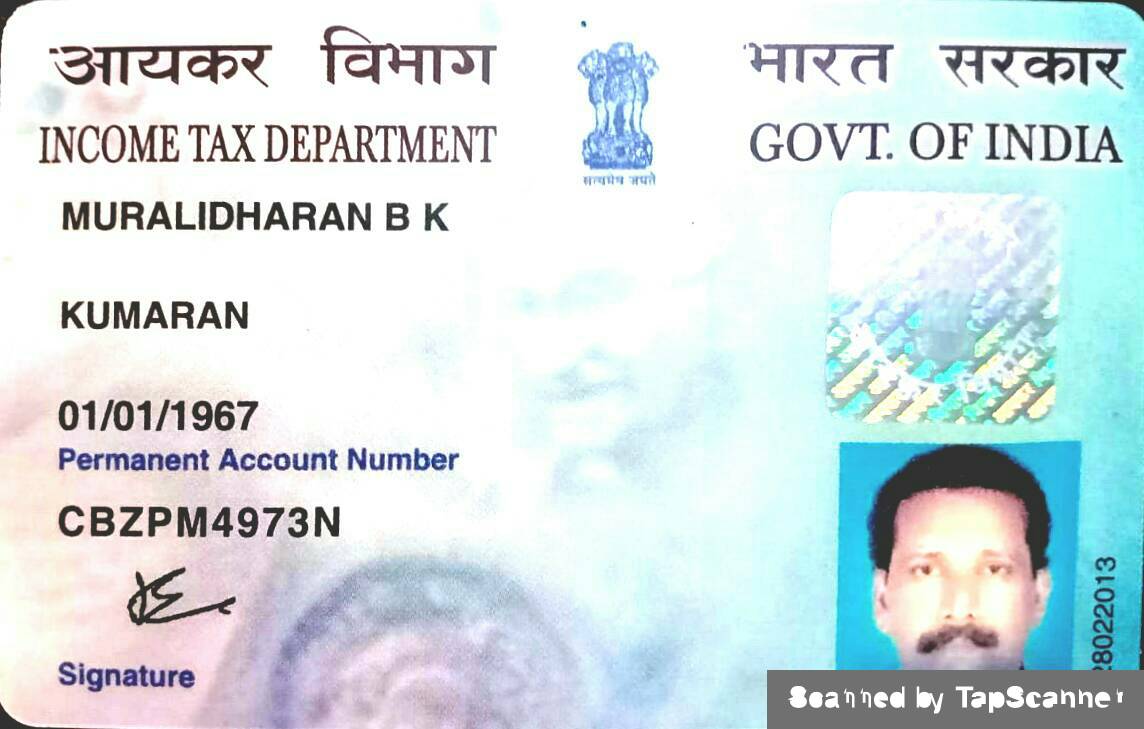 आयकर विभाग
INCOME TAX DEPARTMENT
सत्यमेव जयते
भारत सरकार
GOVT. OF INDIA
MURALIDHARAN B K
KUMARAN
01/01/1967
Permanent Account Number
CBZPM4973N
Signature
28022013
Scanned by TapScanner